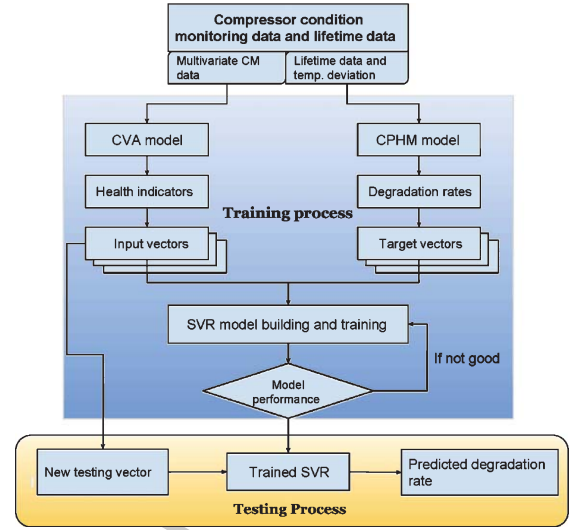 Compressor condition
monitoring data and lifetime data
Multivariate CM
data
Lifetime data and
temp. deviation
CVA model
CPHM model
Health indicators
Degradation rates
Training process
Input vectors
Target vectors
SVR model building and training
If not good
Model
performance
New testing vector
Trained SVR
Predicted degradation
rate
Testing Process